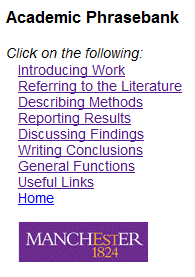 Academic Phrasebank
Click on the following:
Introducing Work
Referring to the Literature
Describing Methods
Reporting Results
Discussing Findings
Writing Conclusions
General Functions
Useful Links
Home
MANCHESTER
1824